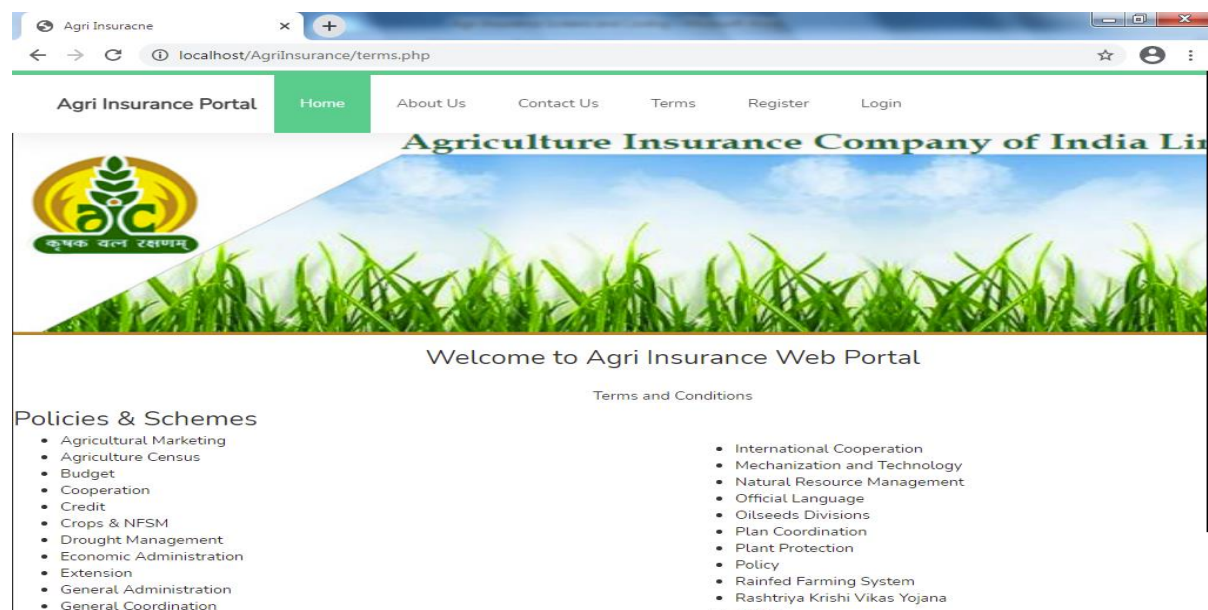 Agri Insuracne
localhost/AgriInsurance/terms.php
Agri Insurance Portal Home About Us Contact Us Terms Register Login
Agriculture Insurance Company of India Lin
aic
कृषक यत्न रक्षणम्
Welcome to Agri Insurance Web Portal
Terms and Conditions
Policies & Schemes
Agricultural Marketing
Agriculture Census
Budget
Cooperation
Credit
Crops & NFSM
Drought Management
Economic Administration
Extension
General Administration
General Coordination
International Cooperation
Mechanization and Technology
Natural Resource Management
Official Language
Oilseeds Divisions
Plan Coordination
Plant Protection
Policy
Rainfed Farming System
Rashtriya Krishi Vikas Yojana